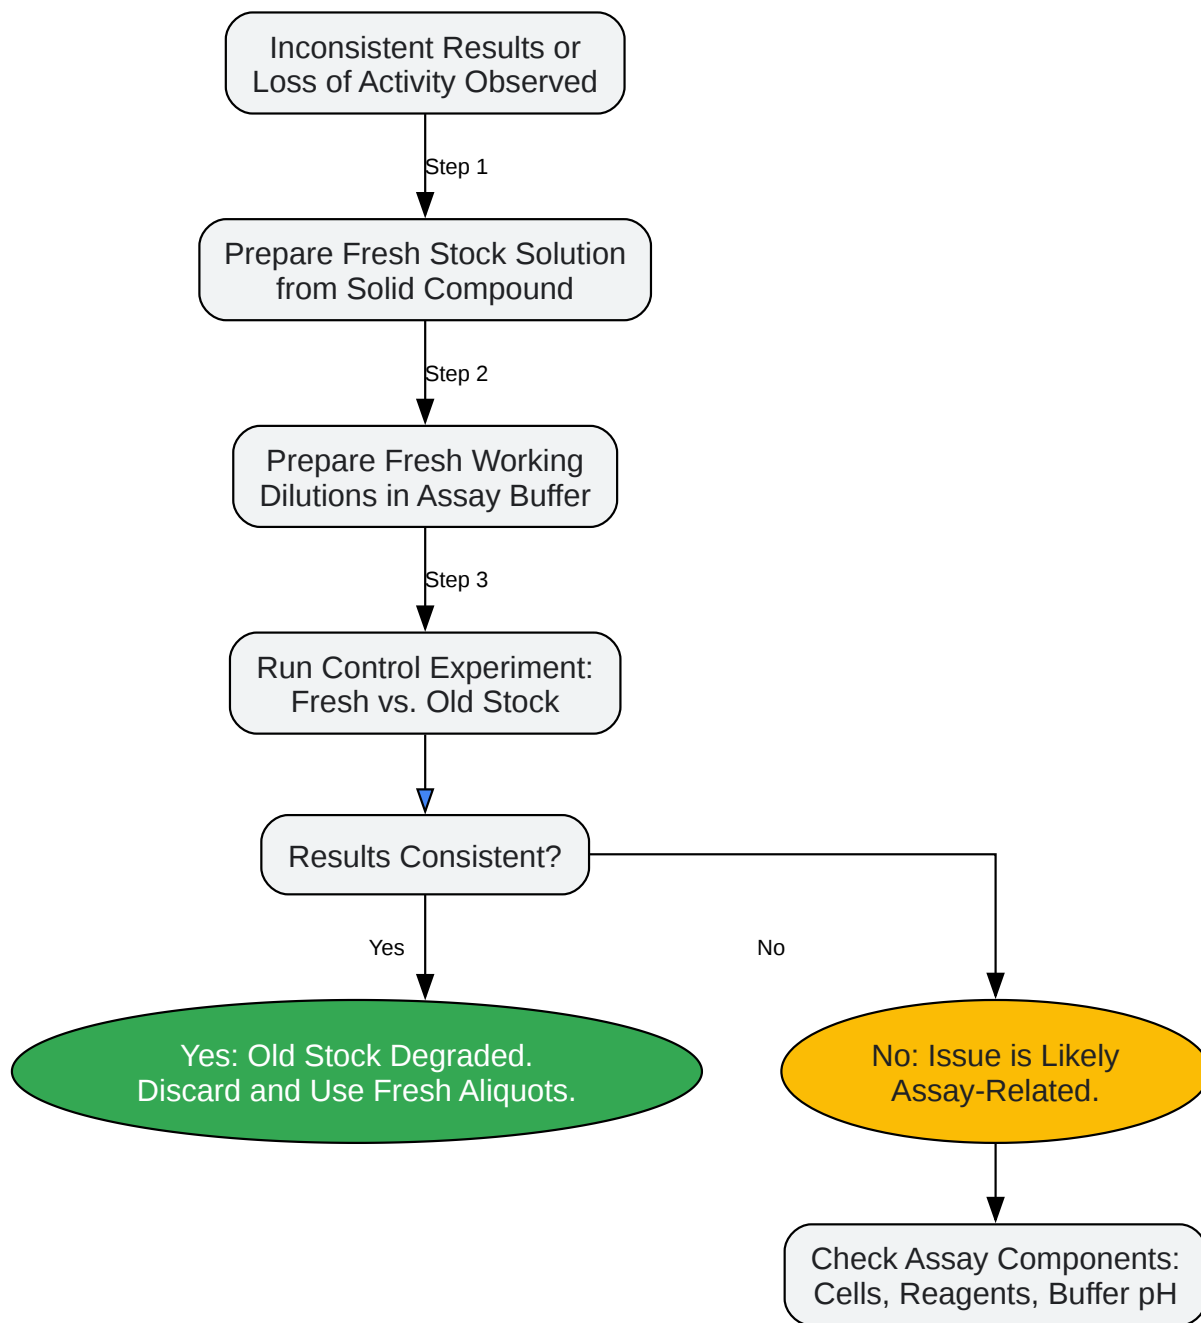 Inconsistent Results or
Loss of Activity Observed
Step 1
Prepare Fresh Stock Solution
from Solid Compound
Step 2
Prepare Fresh Working
Dilutions in Assay Buffer
Step 3
Run Control Experiment:
Fresh vs. Old Stock
Results Consistent?
Yes
No
Yes: Old Stock Degraded.
Discard and Use Fresh Aliquots.
No: Issue is Likely
Assay-Related.
Check Assay Components:
Cells, Reagents, Buffer pH